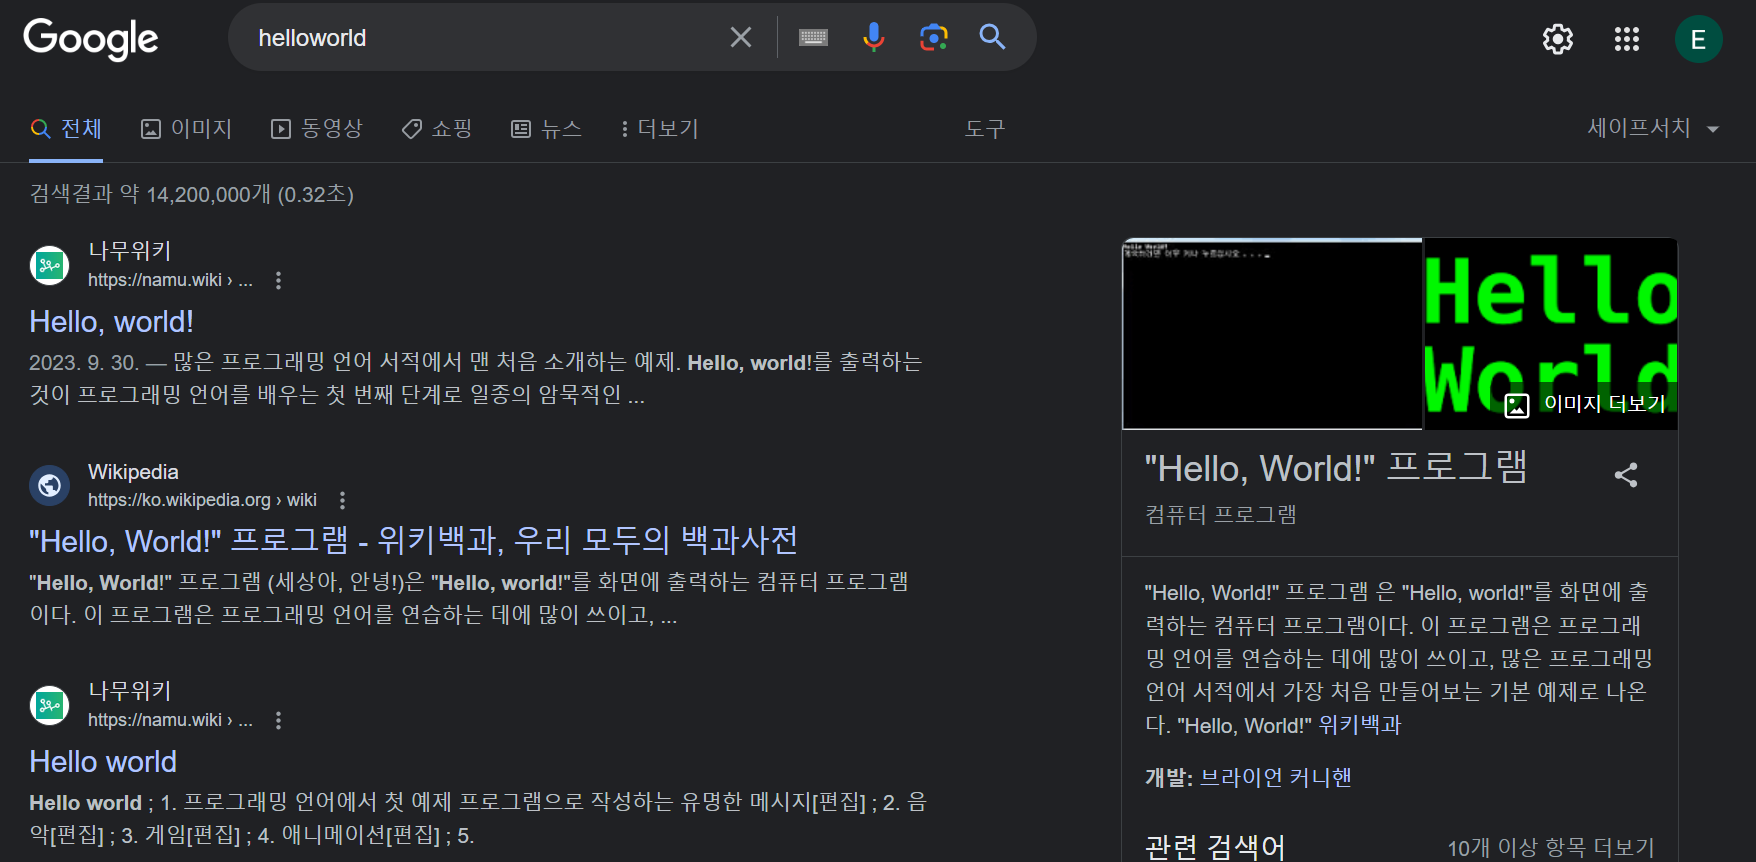 Google
helloworld
E
전체
이미지
동영상
쇼핑
뉴스
더보기
도구
세이프서치
검색결과 약 14,200,000개 (0.32초)
나무위키
https://namu.wiki › ...
Hello, world!
2023. 9. 30. — 많은 프로그래밍 언어 서적에서 맨 처음 소개하는 예제. Hello, world!를 출력하는
것이 프로그래밍 언어를 배우는 첫 번째 단계로 일종의 암묵적인 ...
Wikipedia
https://ko.wikipedia.org › wiki
"Hello, World!" 프로그램 - 위키백과, 우리 모두의 백과사전
"Hello, World!" 프로그램 (세상아, 안녕!)은 "Hello, world!"를 화면에 출력하는 컴퓨터 프로그램
이다. 이 프로그램은 프로그래밍 언어를 연습하는 데에 많이 쓰이고, ...
나무위키
https://namu.wiki › ...
Hello world
Hello world ; 1. 프로그래밍 언어에서 첫 예제 프로그램으로 작성하는 유명한 메시지[편집] ; 2. 음
악[편집] ; 3. 게임[편집] ; 4. 애니메이션[편집] ; 5.
Hello World!
계속하려면 아무 키나 누르십시오 . . .
Hello
World
이미지 더보기
"Hello, World!" 프로그램
컴퓨터 프로그램
"Hello, World!" 프로그램 은 "Hello, world!"를 화면에 출
력하는 컴퓨터 프로그램이다. 이 프로그램은 프로그래
밍 언어를 연습하는 데에 많이 쓰이고, 많은 프로그래밍
언어 서적에서 가장 처음 만들어보는 기본 예제로 나온
다. "Hello, World!" 위키백과
개발: 브라이언 커니핸
관련 검색어
10개 이상 항목 더보기